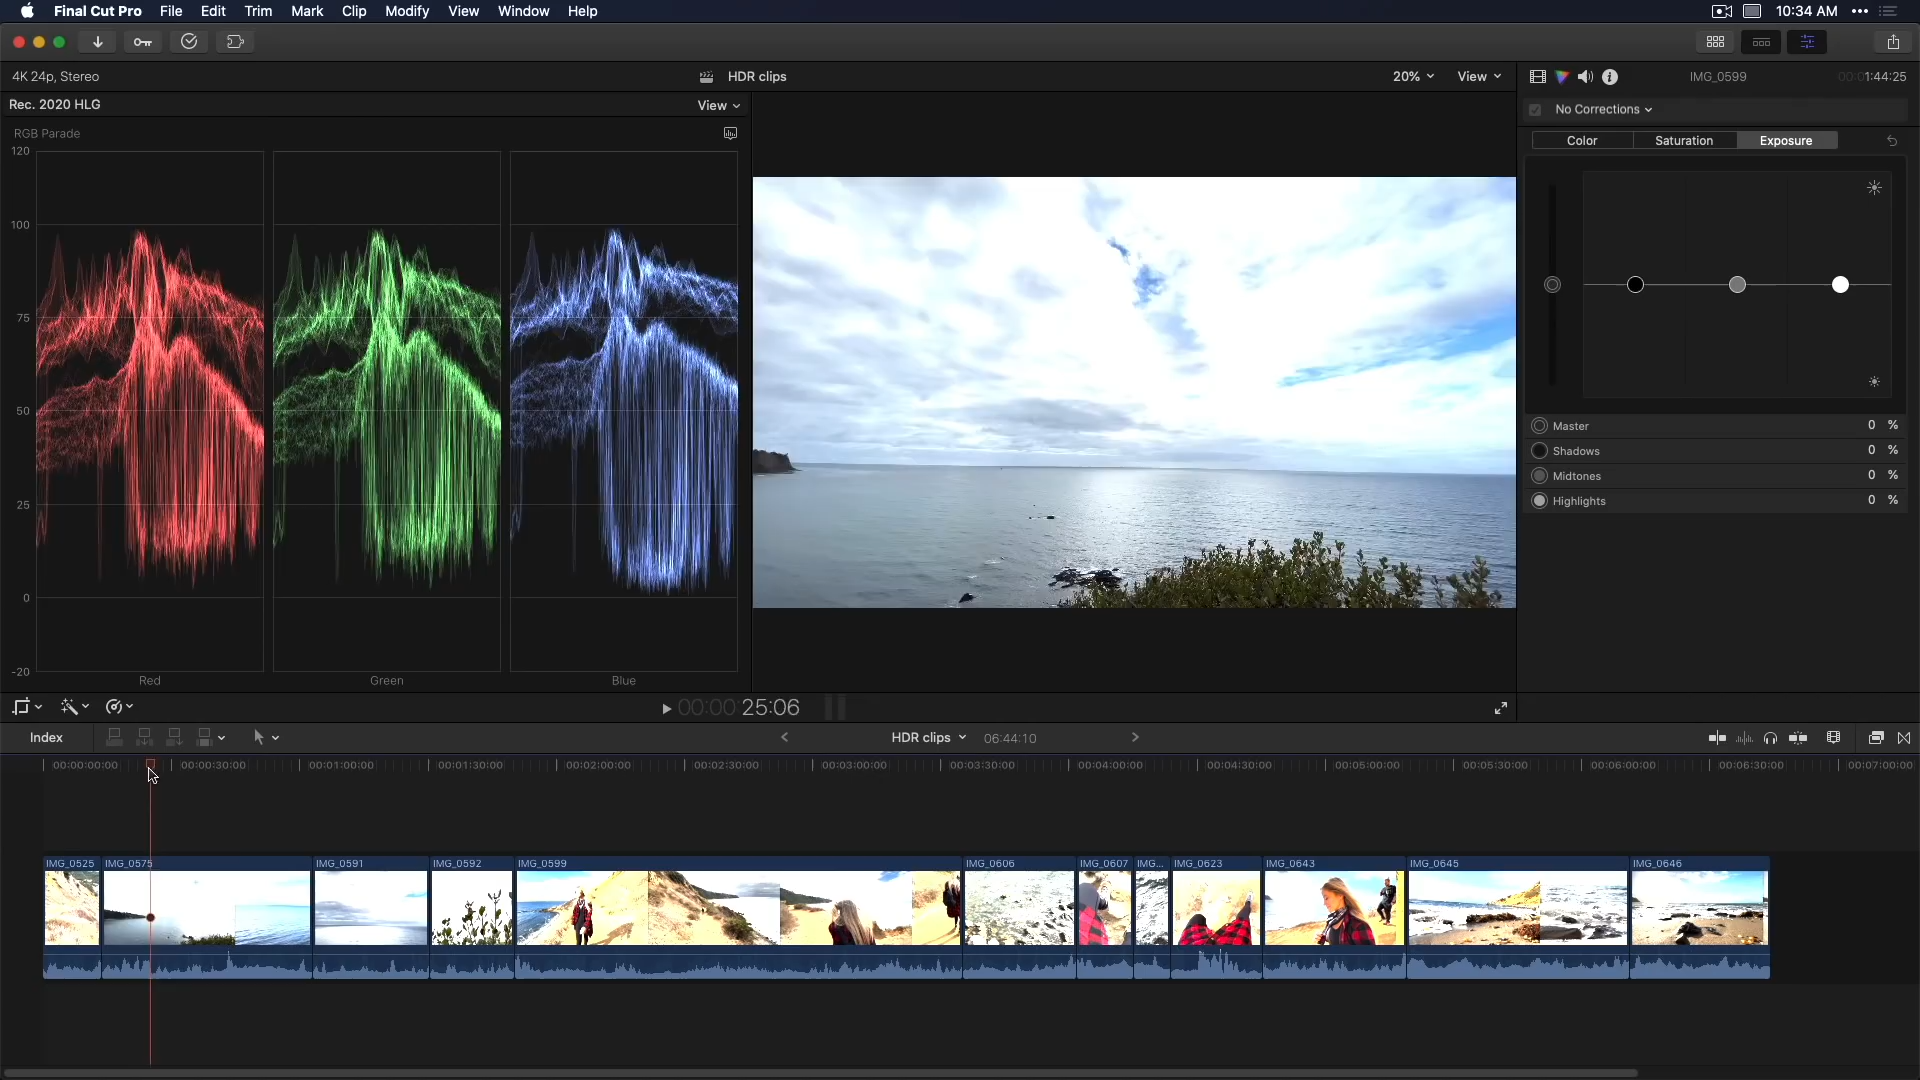 Final Cut Pro File Edit Trim Mark Clip Modify View Window Help 10:34 AM
4K 24p, Stereo HDR clips 20% View IMG_0599 00:01:44:25
Rec. 2020 HLG View No Corrections
RGB Parade Color Saturation Exposure
120
100
75
50
25
0
-20
Red Green Blue
Master 0 %
Shadows 0 %
Midtones 0 %
Highlights 0 %
00:00:25:06
Index HDR clips 06:44:10
00:00:00:00 00:00:30:00 00:01:00:00 00:01:30:00 00:02:00:00 00:02:30:00 00:03:00:00 00:03:30:00 00:04:00:00 00:04:30:00 00:05:00:00 00:05:30:00 00:06:00:00 00:06:30:00 00:07:00:00
IMG_0525 IMG_0575 IMG_0591 IMG_0592 IMG_0599 IMG_0606 IMG_0607 IMG... IMG_0623 IMG_0643 IMG_0645 IMG_0646